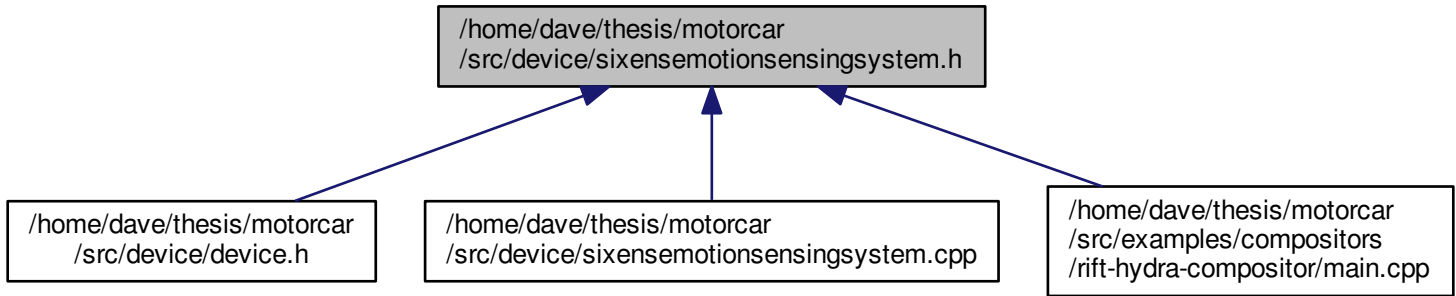 /home/dave/thesis/motorcar
/src/device/sixensemotionsensingsystem.h
/home/dave/thesis/motorcar
/src/device/device.h
/home/dave/thesis/motorcar
/src/device/sixensemotionsensingsystem.cpp
/home/dave/thesis/motorcar
/src/examples/compositors
/rift-hydra-compositor/main.cpp